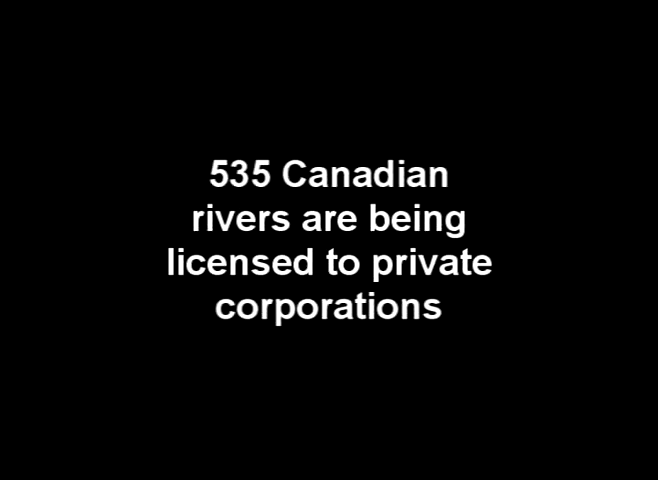 535 Canadian
rivers are being
licensed to private
corporations